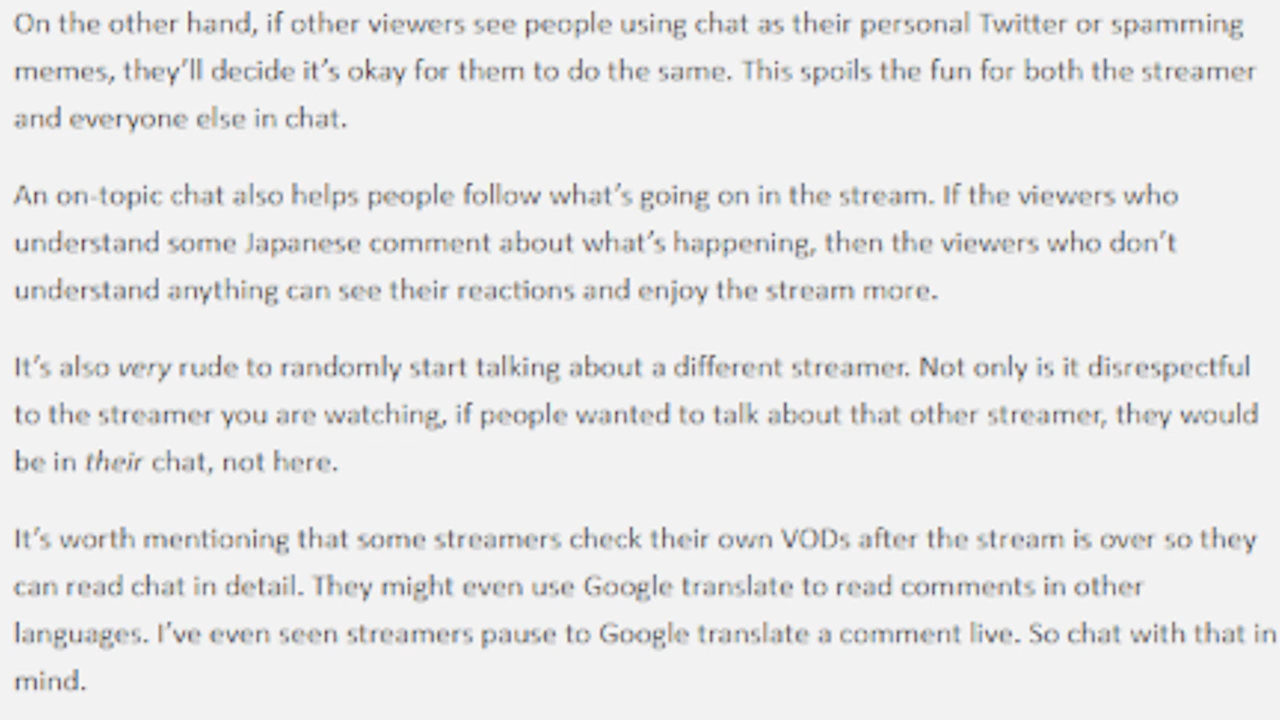 On the other hand, if other viewers see people using chat as their personal Twitter or spamming
memes, they’ll decide it’s okay for them to do the same. This spoils the fun for both the streamer
and everyone else in chat.
An on-topic chat also helps people follow what’s going on in the stream. If the viewers who
understand some Japanese comment about what’s happening, then the viewers who don’t
understand anything can see their reactions and enjoy the stream more.
It’s also very rude to randomly start talking about a different streamer. Not only is it disrespectful
to the streamer you are watching, if people wanted to talk about that other streamer, they would
be in their chat, not here.
It’s worth mentioning that some streamers check their own VODs after the stream is over so they
can read chat in detail. They might even use Google translate to read comments in other
languages. I’ve even seen streamers pause to Google translate a comment live. So chat with that in
mind.